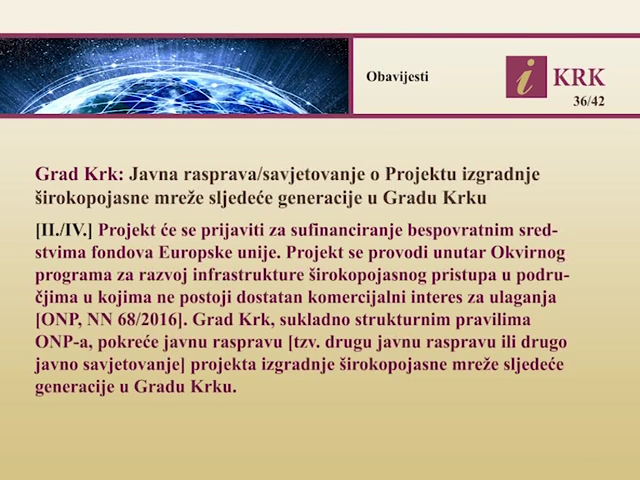 Obavijesti
i KRK
36/42
Grad Krk: Javna rasprava/savjetovanje o Projektu izgradnje
širokopojasne mreže sljedeće generacije u Gradu Krku
[II./IV.] Projekt će se prijaviti za sufinanciranje bespovratnim sred-
stvima fondova Europske unije. Projekt se provodi unutar Okvirnog
programa za razvoj infrastrukture širokopojasnog pristupa u podru-
čjima u kojima ne postoji dostatan komercijalni interes za ulaganja
[ONP, NN 68/2016]. Grad Krk, sukladno strukturnim pravilima
ONP-a, pokreće javnu raspravu [tzv. drugu javnu raspravu ili drugo
javno savjetovanje] projekta izgradnje širokopojasne mreže sljedeće
generacije u Gradu Krku.